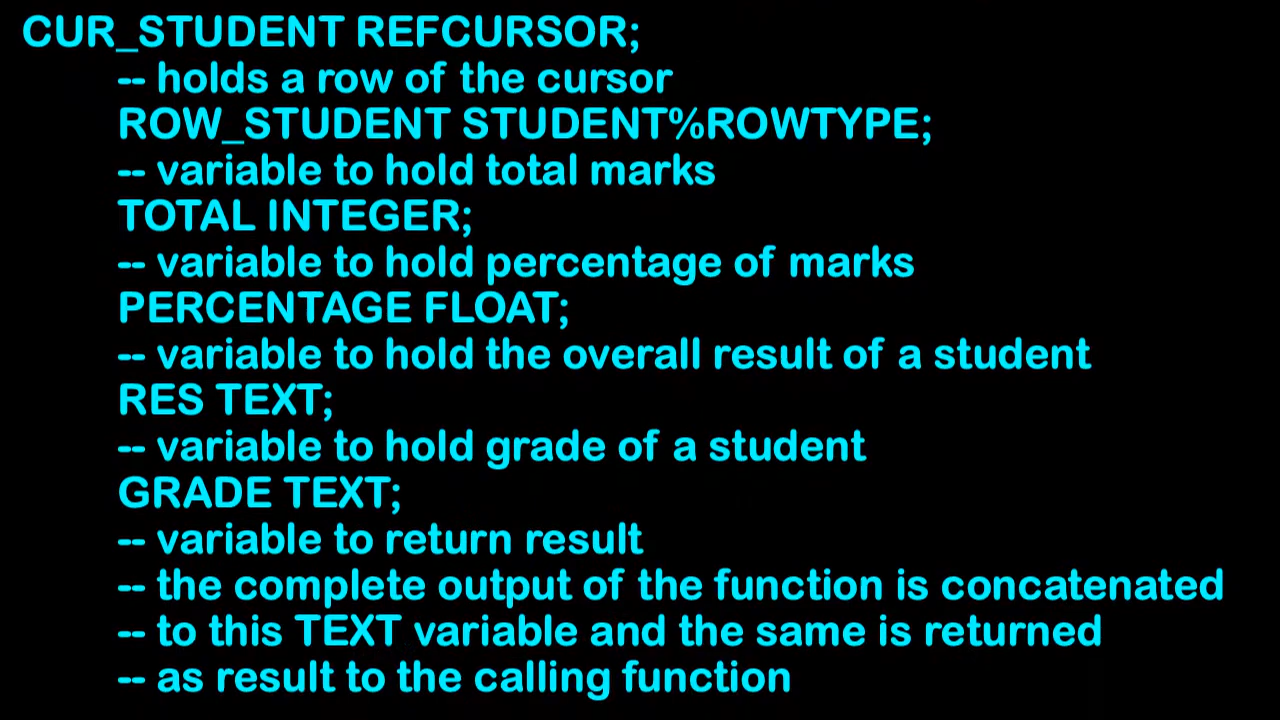 CUR_STUDENT REFCURSOR;
-- holds a row of the cursor
ROW_STUDENT STUDENT%ROWTYPE;
-- variable to hold total marks
TOTAL INTEGER;
-- variable to hold percentage of marks
PERCENTAGE FLOAT;
-- variable to hold the overall result of a student
RES TEXT;
-- variable to hold grade of a student
GRADE TEXT;
-- variable to return result
-- the complete output of the function is concatenated
-- to this TEXT variable and the same is returned
-- as result to the calling function